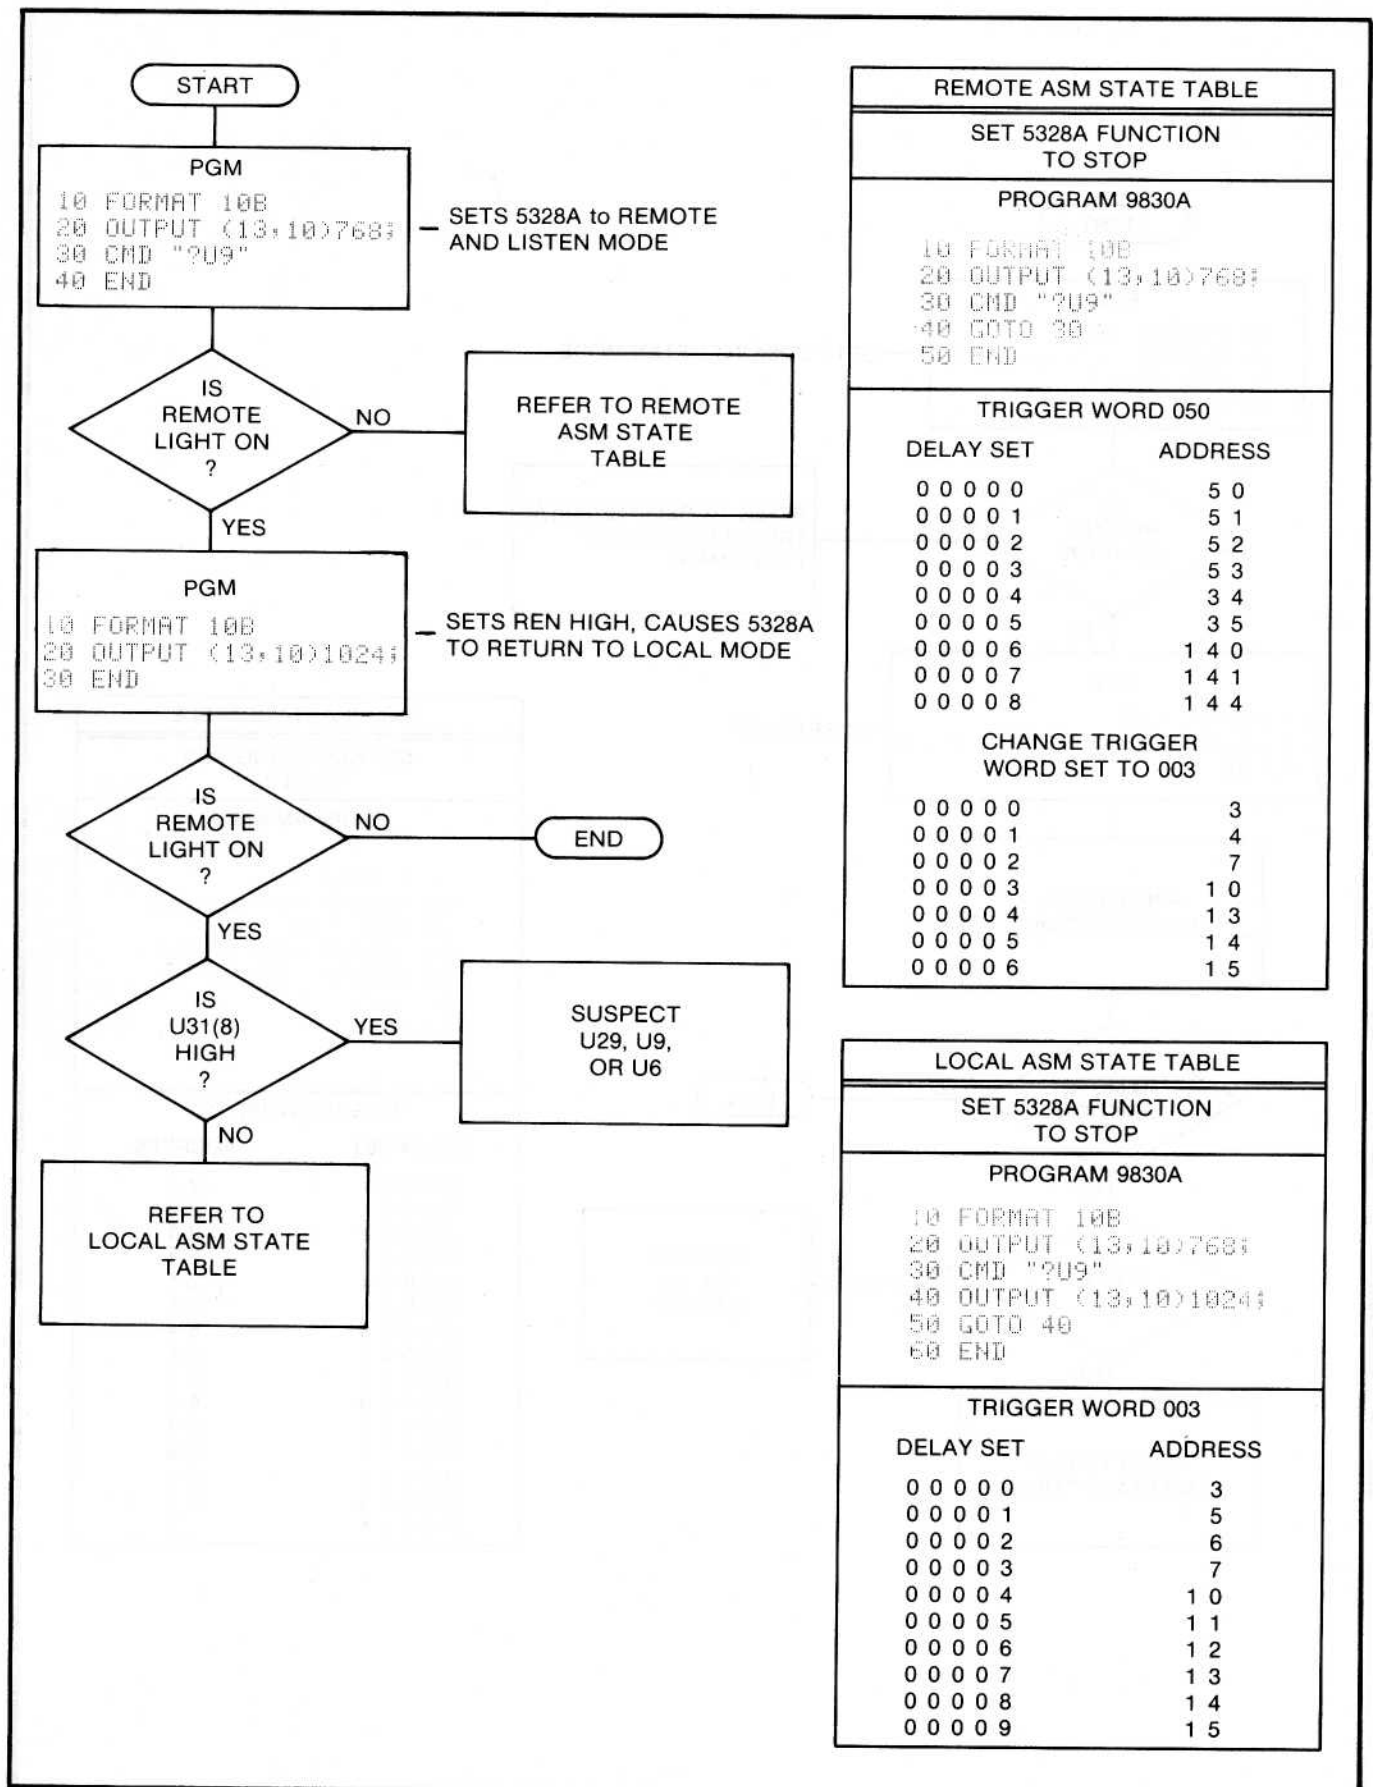 START
PGM
10 FORMAT 10B
20 OUTPUT (13,10)768;
30 CMD "?U9"
40 END
— SETS 5328A to REMOTE
AND LISTEN MODE
IS
REMOTE
LIGHT ON
?
NO
REFER TO REMOTE
ASM STATE
TABLE
YES
PGM
10 FORMAT 10B
20 OUTPUT (13,10)1024;
30 END
— SETS REN HIGH, CAUSES 5328A
TO RETURN TO LOCAL MODE
IS
REMOTE
LIGHT ON
?
NO
END
YES
IS
U31(8)
HIGH
?
YES
SUSPECT
U29, U9,
OR U6
NO
REFER TO
LOCAL ASM STATE
TABLE
REMOTE ASM STATE TABLE
SET 5328A FUNCTION
TO STOP
PROGRAM 9830A
10 FORMAT 10B
20 OUTPUT (13,10)768;
30 CMD "?U9"
40 GOTO 30
50 END
TRIGGER WORD 050
DELAY SET ADDRESS
0 0 0 0 0 5 0
0 0 0 0 1 5 1
0 0 0 0 2 5 2
0 0 0 0 3 5 3
0 0 0 0 4 3 4
0 0 0 0 5 3 5
0 0 0 0 6 1 4 0
0 0 0 0 7 1 4 1
0 0 0 0 8 1 4 4
CHANGE TRIGGER
WORD SET TO 003
0 0 0 0 0 3
0 0 0 0 1 4
0 0 0 0 2 7
0 0 0 0 3 1 0
0 0 0 0 4 1 3
0 0 0 0 5 1 4
0 0 0 0 6 1 5
LOCAL ASM STATE TABLE
SET 5328A FUNCTION
TO STOP
PROGRAM 9830A
10 FORMAT 10B
20 OUTPUT (13,10)768;
30 CMD "?U9"
40 OUTPUT (13,10)1024;
50 GOTO 40
60 END
TRIGGER WORD 003
DELAY SET ADDRESS
0 0 0 0 0 3
0 0 0 0 1 5
0 0 0 0 2 6
0 0 0 0 3 7
0 0 0 0 4 1 0
0 0 0 0 5 1 1
0 0 0 0 6 1 2
0 0 0 0 7 1 3
0 0 0 0 8 1 4
0 0 0 0 9 1 5